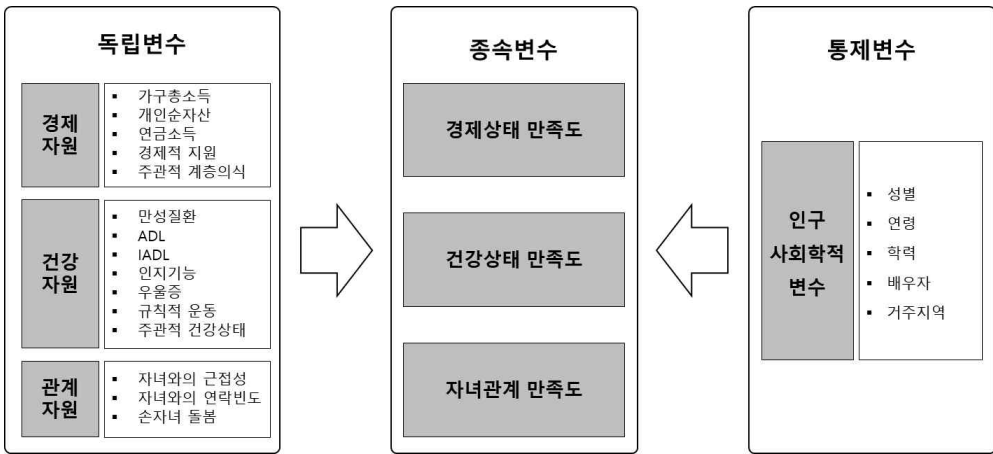 독립변수
경제
자원
▪ 가구총소득
▪ 개인순자산
▪ 연금소득
▪ 경제적 지원
▪ 주관적 계층의식
건강
자원
▪ 만성질환
▪ ADL
▪ IADL
▪ 인지기능
▪ 우울증
▪ 규칙적 운동
▪ 주관적 건강상태
관계
자원
▪ 자녀와의 근접성
▪ 자녀와의 연락빈도
▪ 손자녀 돌봄
종속변수
경제상태 만족도
건강상태 만족도
자녀관계 만족도
통제변수
인구
사회학적
변수
▪ 성별
▪ 연령
▪ 학력
▪ 배우자
▪ 거주지역